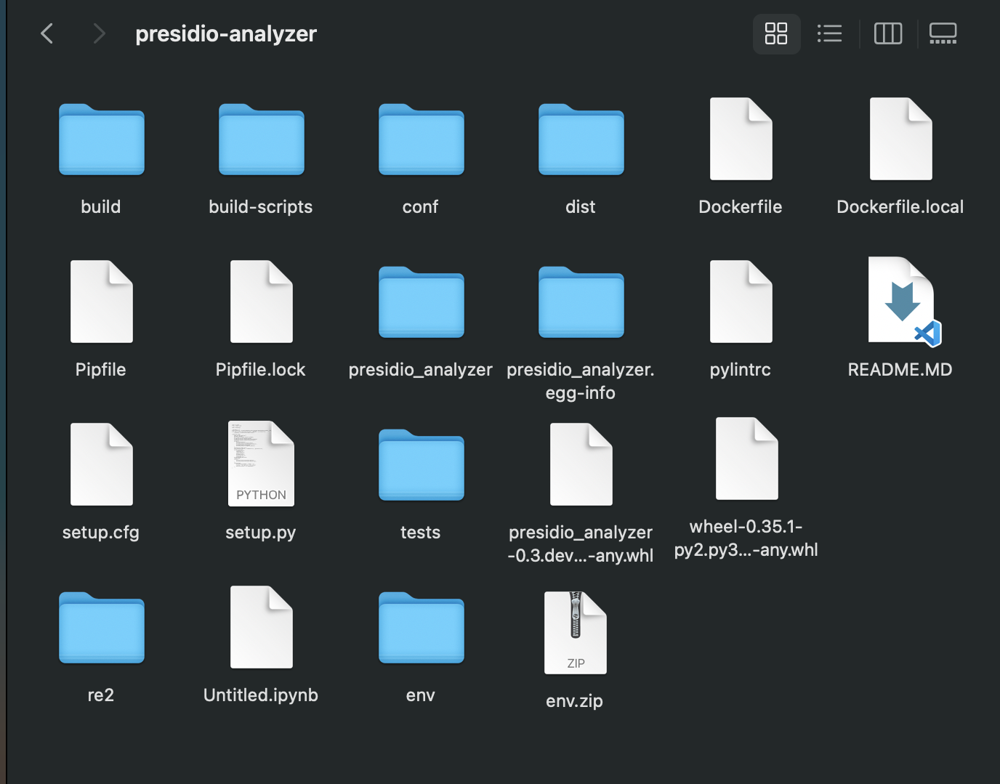 presidio-analyzer
build
build-scripts
conf
dist
Dockerfile
Dockerfile.local
Pipfile
Pipfile.lock
presidio_analyzer
presidio_analyzer.
egg-info
pylintrc
README.MD
setup.cfg
PYTHON
setup.py
tests
presidio_analyzer
-0.3.dev...-any.whl
wheel-0.35.1-
py2.py3...-any.whl
re2
Untitled.ipynb
env
ZIP
env.zip